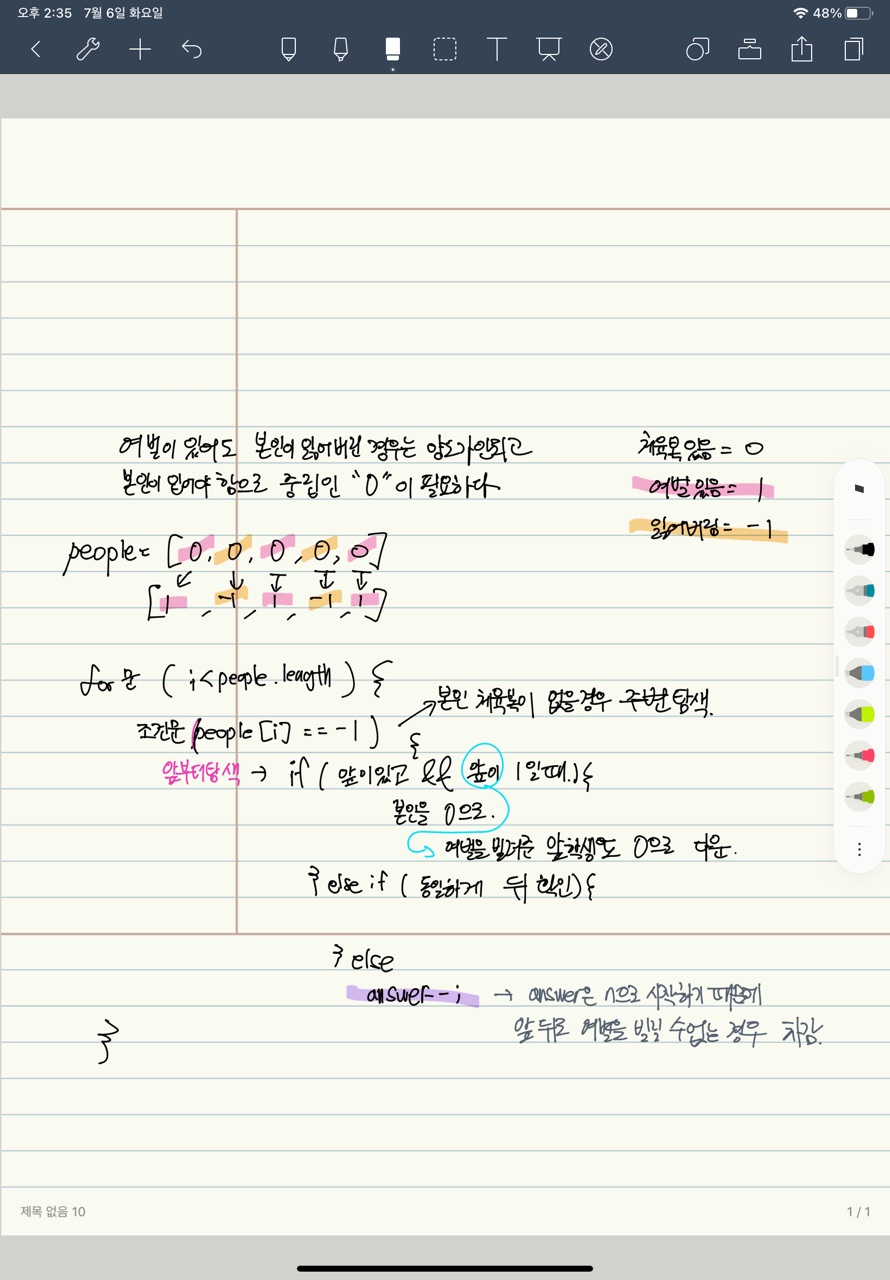 오후 2:35 7월 6일 화요일
48%
여벌이 있어도 본인이 잃어버린 경우는 양도가안되고
본인이 입어야 함으로 중립인 "0"이 필요하다
체육복있음 = 0
여벌있음 = 1
잃어버림 = -1
people = [0, 0, 0, 0, 0]
[1, -1, 1, -1, 1]
for문 ( i<people.length ) {
조건문 (people[i] == -1) {
본인 체육복이 없을경우 주변탐색.
앞부터탐색 → if ( 앞이있고 && 앞이 1일때.){
본인을 0으로.
여벌을 빌려준 앞학생도 0으로 다운.
} else if ( 동일하게 뒤 확인){
} else
answer--; → answer은 n으로 시작하기 때문에
앞뒤로 여벌을 빌릴 수없는 경우 차감.
}
제목 없음 10
1 / 1